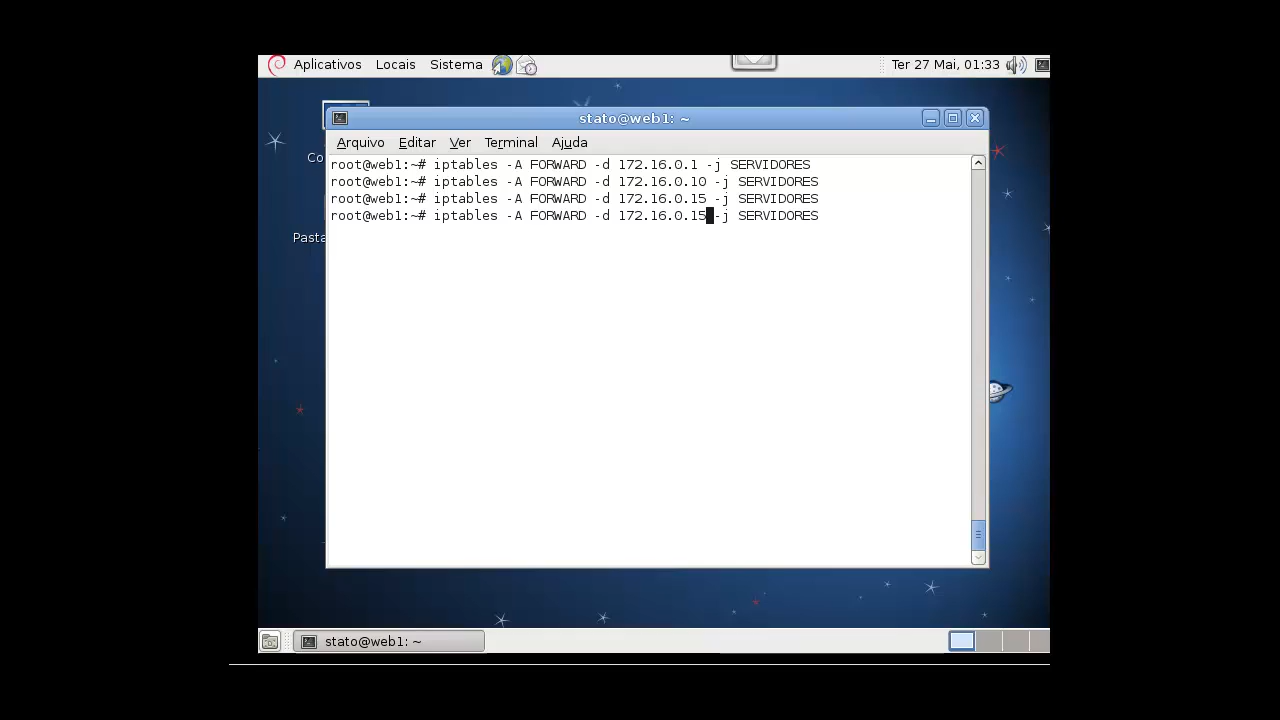 Aplicativos Locais Sistema Ter 27 Mai, 01:33
stato@web1: ~
Arquivo Editar Ver Terminal Ajuda
Co
Pasta
root@web1:~# iptables -A FORWARD -d 172.16.0.1 -j SERVIDORES
root@web1:~# iptables -A FORWARD -d 172.16.0.10 -j SERVIDORES
root@web1:~# iptables -A FORWARD -d 172.16.0.15 -j SERVIDORES
root@web1:~# iptables -A FORWARD -d 172.16.0.15 -j SERVIDORES
stato@web1: ~